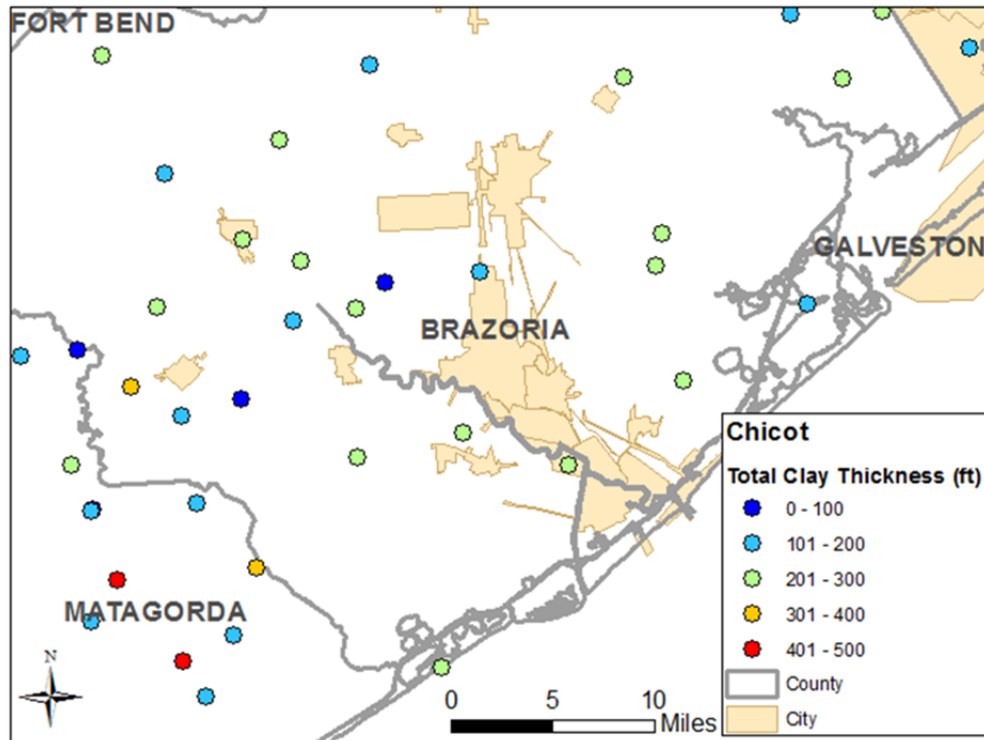 FORT BEND
GALVESTON
BRAZORIA
MATAGORDA
N
0 5 10
Miles
Chicot
Total Clay Thickness (ft)
0 - 100
101 - 200
201 - 300
301 - 400
401 - 500
County
City